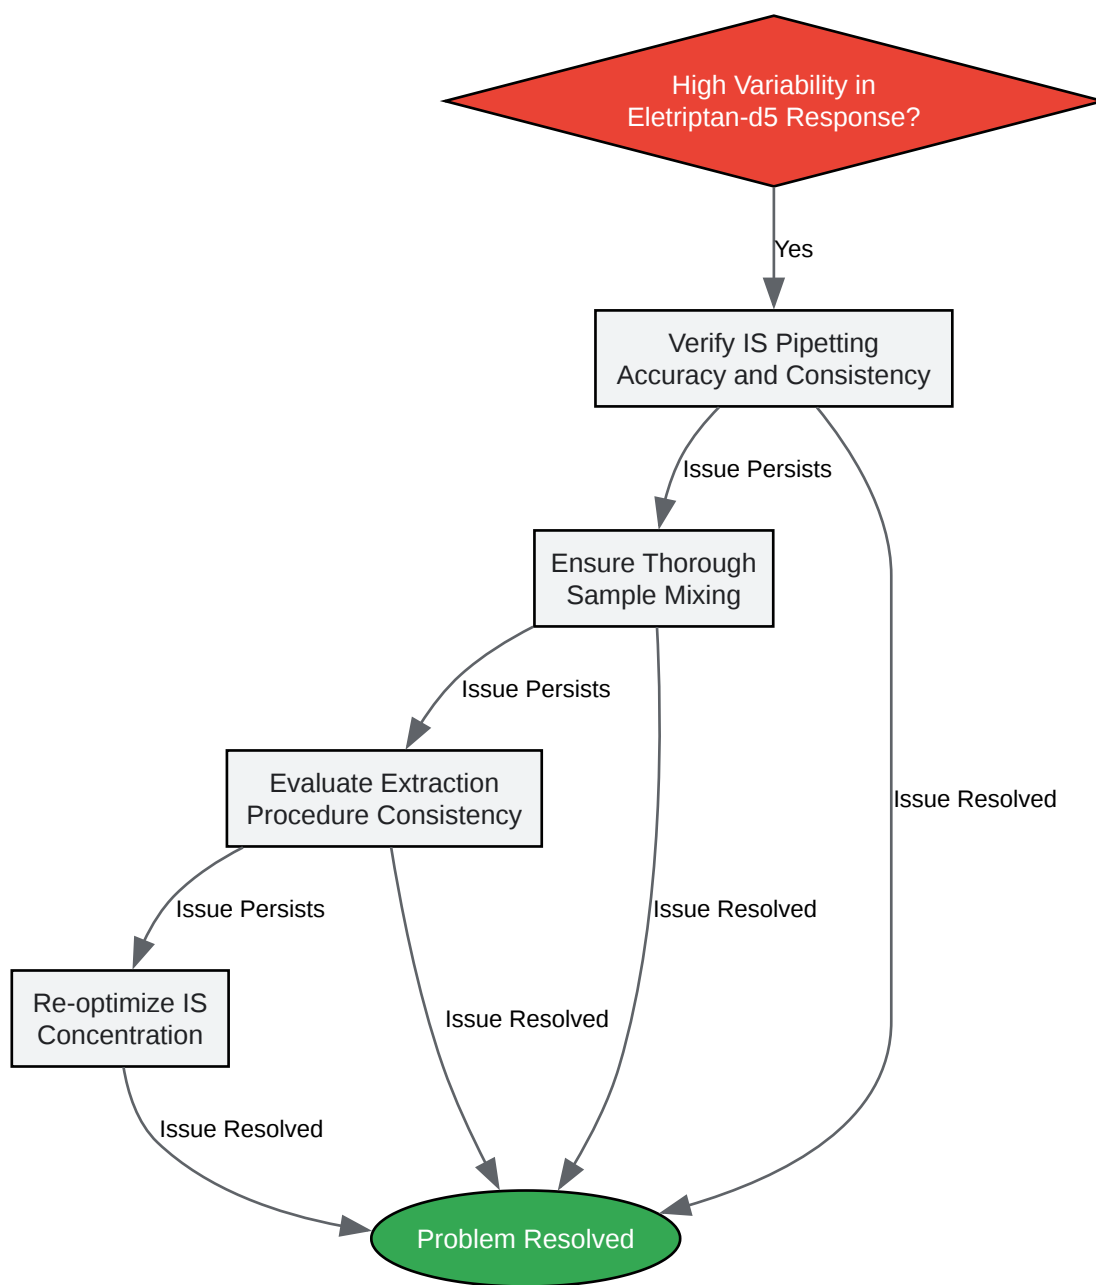 High Variability in
Eletriptan-d5 Response?
Yes
Verify IS Pipetting
Accuracy and Consistency
Issue Persists
Ensure Thorough
Sample Mixing
Issue Persists
Evaluate Extraction
Procedure Consistency
Issue Resolved
Issue Persists
Issue Resolved
Re-optimize IS
Concentration
Issue Resolved
Issue Resolved
Problem Resolved